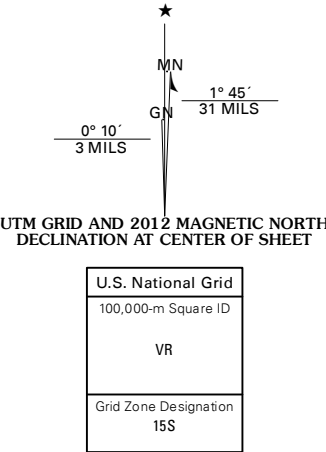 ★
MN
GN
1° 45´
31 MILS
0° 10´
3 MILS
UTM GRID AND 2012 MAGNETIC NORTH
DECLINATION AT CENTER OF SHEET
U.S. National Grid
100,000-m Square ID
VR
Grid Zone Designation
15S